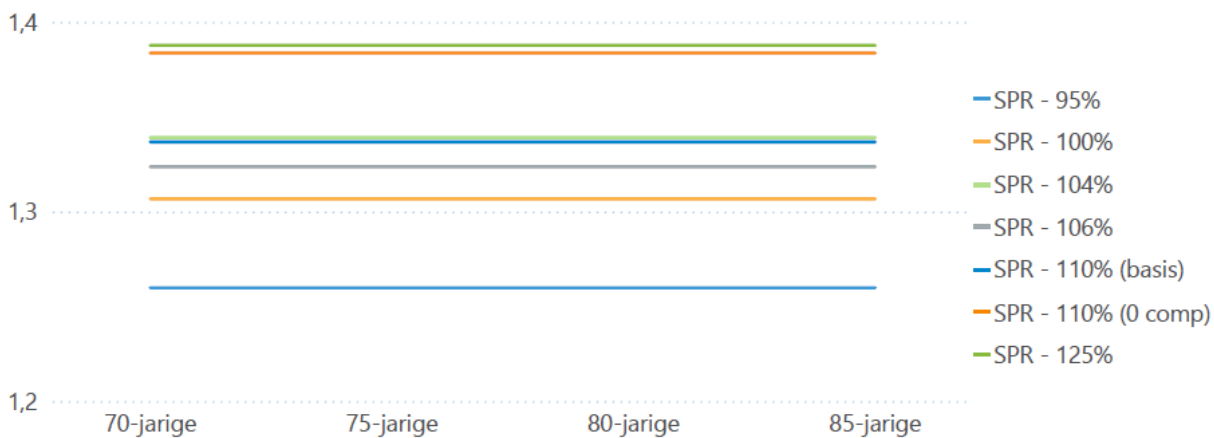 1,4
1,3
1,2
70-jarige 75-jarige 80-jarige 85-jarige
SPR - 95%
SPR - 100%
SPR - 104%
SPR - 106%
SPR - 110% (basis)
SPR - 110% (0 comp)
SPR - 125%